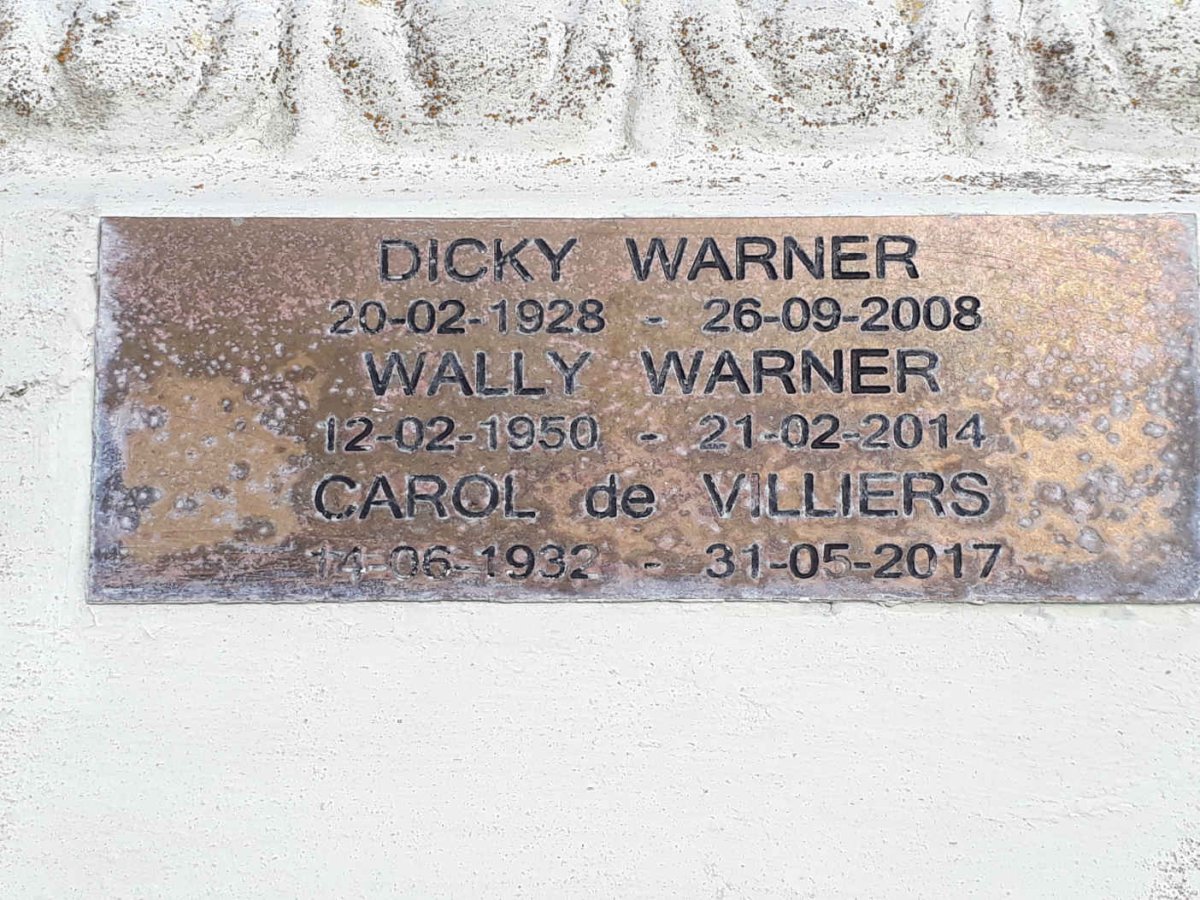 DICKY WARNER
20-02-1928 - 26-09-2008
WALLY WARNER
12-02-1950 - 21-02-2014
CAROL de VILLIERS
14-06-1932 - 31-05-2017